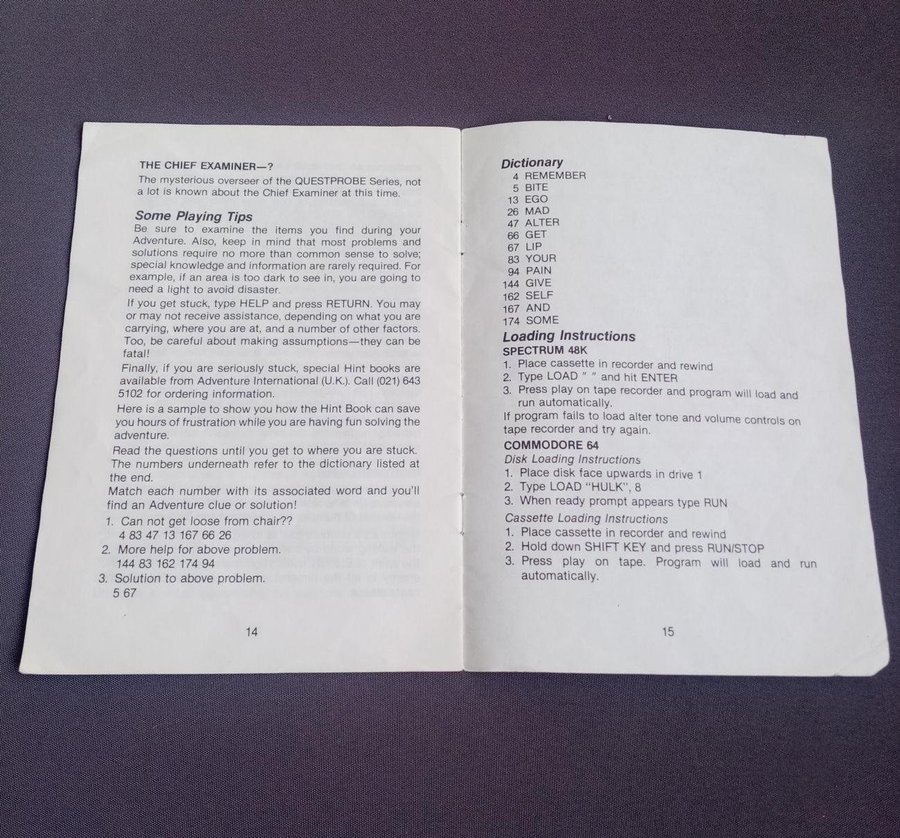 THE CHIEF EXAMINER—?
The mysterious overseer of the QUESTPROBE Series, not
a lot is known about the Chief Examiner at this time.
Some Playing Tips
Be sure to examine the items you find during your
Adventure. Also, keep in mind that most problems and
solutions require no more than common sense to solve;
special knowledge and information are rarely required. For
example, if an area is too dark to see in, you are going to
need a light to avoid disaster.
If you get stuck, type HELP and press RETURN. You may
or may not receive assistance, depending on what you are
carrying, where you are at, and a number of other factors.
Too, be careful about making assumptions—they can be
fatal!
Finally, if you are seriously stuck, special Hint books are
available from Adventure International (U.K.). Call (021) 643
5102 for ordering information.
Here is a sample to show you how the Hint Book can save
you hours of frustration while you are having fun solving the
adventure.
Read the questions until you get to where you are stuck.
The numbers underneath refer to the dictionary listed at
the end.
Match each number with its associated word and you'll
find an Adventure clue or solution!
1. Can not get loose from chair??
4 83 47 13 167 66 26
2. More help for above problem.
144 83 162 174 94
3. Solution to above problem.
5 67
14
Dictionary
4 REMEMBER
5 BITE
13 EGO
26 MAD
47 ALTER
66 GET
67 LIP
83 YOUR
94 PAIN
144 GIVE
162 SELF
167 AND
174 SOME
Loading Instructions
SPECTRUM 48K
1. Place cassette in recorder and rewind
2. Type LOAD " " and hit ENTER
3. Press play on tape recorder and program will load and
run automatically.
If program fails to load alter tone and volume controls on
tape recorder and try again.
COMMODORE 64
Disk Loading Instructions
1. Place disk face upwards in drive 1
2. Type LOAD "HULK", 8
3. When ready prompt appears type RUN
Cassette Loading Instructions
1. Place cassette in recorder and rewind
2. Hold down SHIFT KEY and press RUN/STOP
3. Press play on tape. Program will load and run
automatically.
15